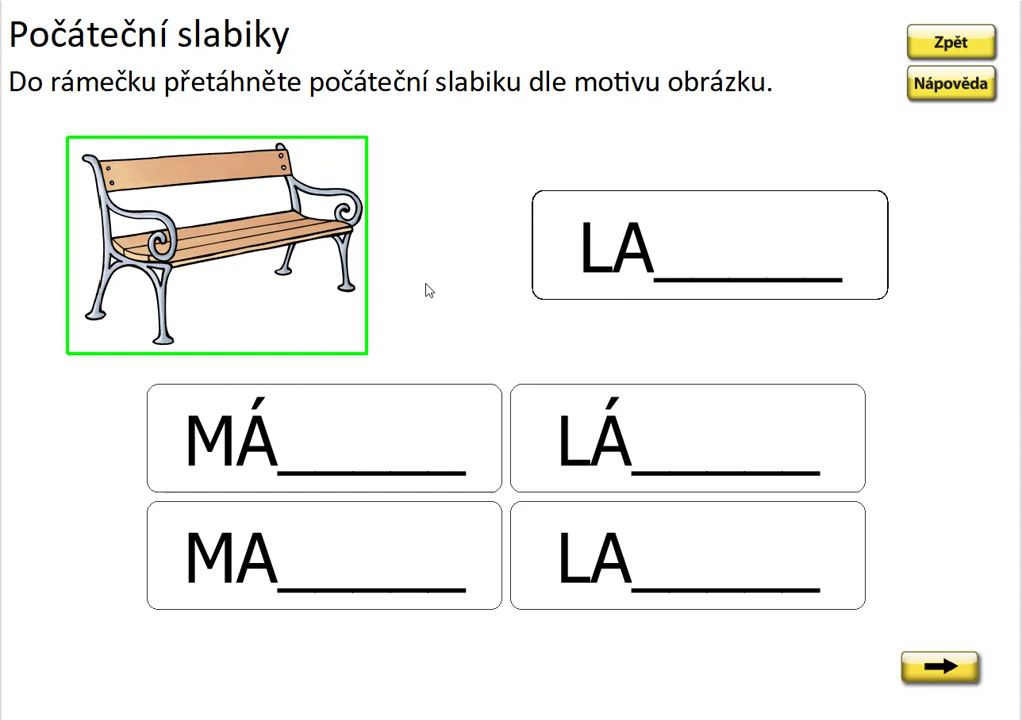 Počáteční slabiky
Zpět
Do rámečku přetáhněte počáteční slabiku dle motivu obrázku.
Nápověda
LA______
MÁ______
LÁ______
MA______
LA______